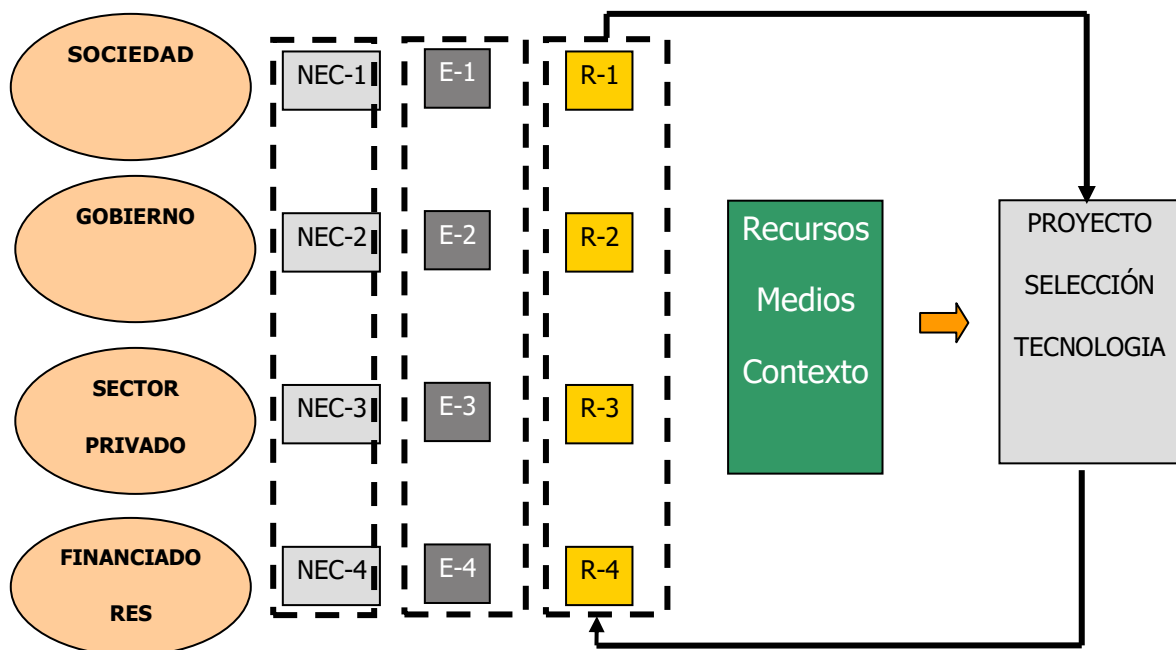 SOCIEDAD
NEC-1
E-1
R-1
GOBIERNO
NEC-2
E-2
R-2
SECTOR
PRIVADO
NEC-3
E-3
R-3
FINANCIADO
RES
NEC-4
E-4
R-4
Recursos
Medios
Contexto
PROYECTO
SELECCIÓN
TECNOLOGIA